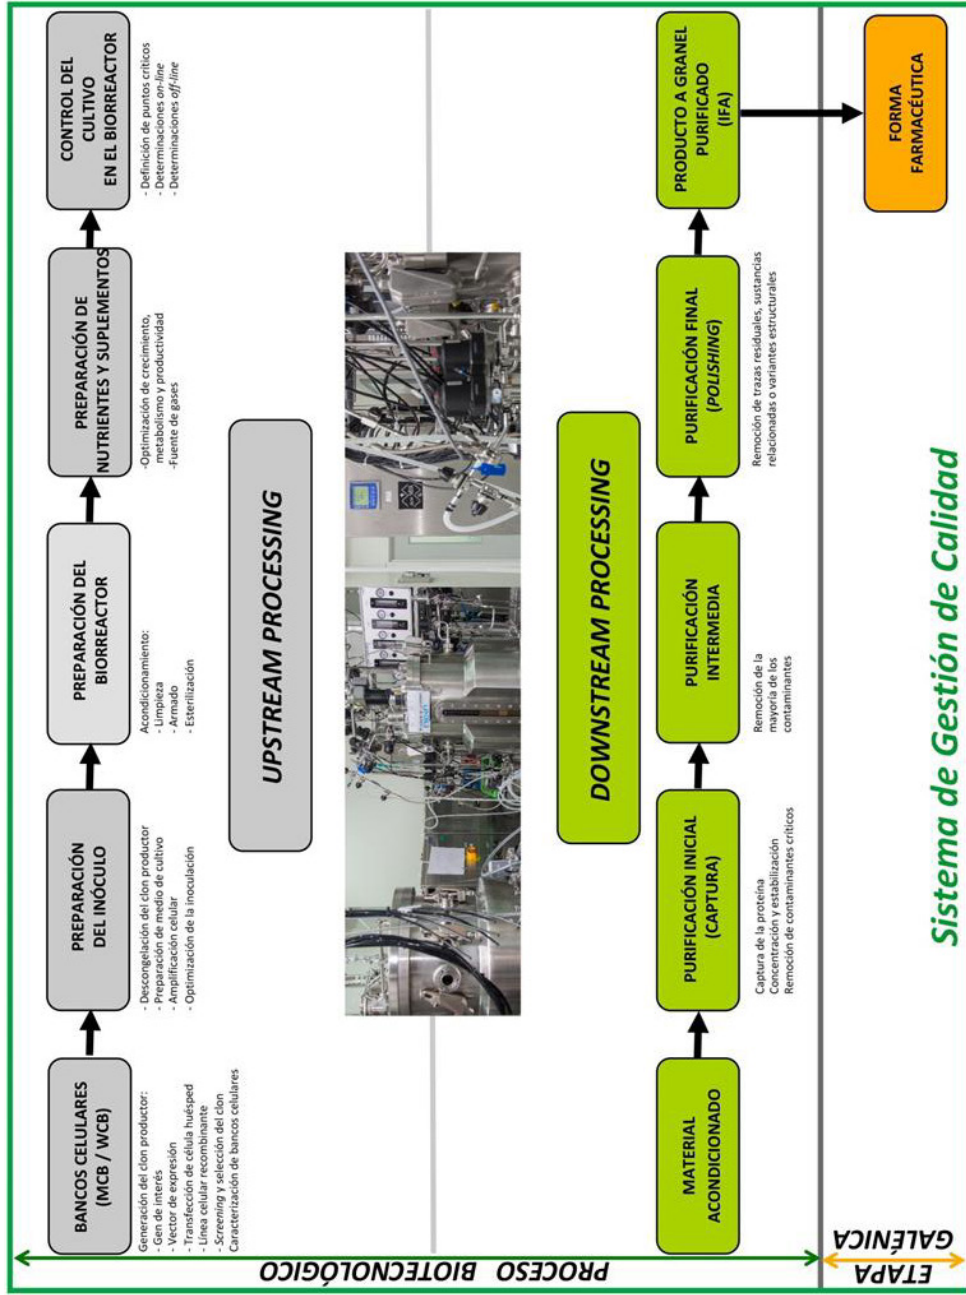 BANCOS CELULARES
(MCB / WCB)
Generación del clon productor:
- Gen de interés
- Vector de expresión
- Transfección de célula huésped
- Línea celular recombinante
- Screening y selección del clon
Caracterización de bancos celulares
PREPARACIÓN
DEL INÓCULO
- Descongelación del clon productor
- Preparación de medio de cultivo
- Amplificación celular
- Optimización de la inoculación
PREPARACIÓN DEL
BIORREACTOR
Acondicionamiento:
- Limpieza
- Armado
- Esterilización
PREPARACIÓN DE
NUTRIENTES Y SUPLEMENTOS
-Optimización de crecimiento,
metabolismo y productividad
-Fuente de gases
CONTROL DEL
CULTIVO
EN EL BIORREACTOR
- Definición de puntos críticos
- Determinaciones on-line
- Determinaciones off-line
UPSTREAM PROCESSING
DOWNSTREAM PROCESSING
MATERIAL
ACONDICIONADO
PURIFICACIÓN INICIAL
(CAPTURA)
Captura de la proteína
Concentración y estabilización
Remoción de contaminantes críticos
PURIFICACIÓN
INTERMEDIA
Remoción de la
mayoría de los
contaminantes
PURIFICACIÓN FINAL
(POLISHING)
Remoción de trazas residuales, sustancias
relacionadas o variantes estructurales
PRODUCTO A GRANEL
PURIFICADO
(IFA)
FORMA
FARMACÉUTICA
PROCESO BIOTECNOLÓGICO
ETAPA
GALÉNICA
Sistema de Gestión de Calidad